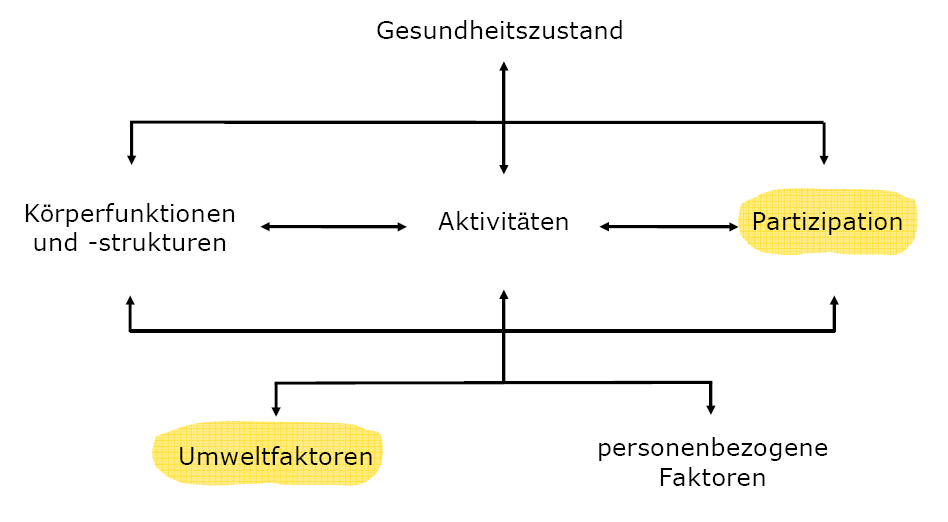 Gesundheitszustand
Körperfunktionen
und -strukturen
Aktivitäten
Partizipation
Umweltfaktoren
personenbezogene
Faktoren